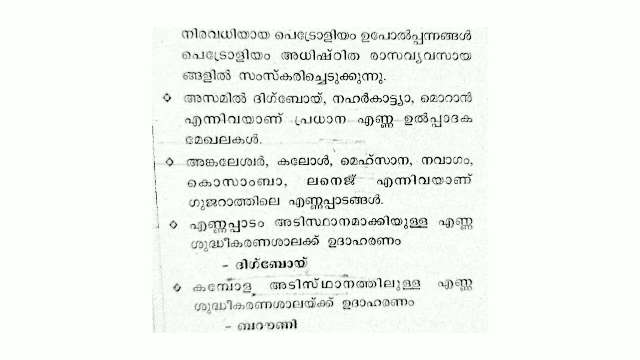 നിരവധിയായ പെട്രോളിയം ഉപോൽപ്പന്നങ്ങൾ
പെട്രോളിയം അധിഷ്ഠിത രാസവ്യവസായ
ങ്ങളിൽ സംസ്കരിച്ചെടുക്കുന്നു.
അസമിൽ ദിഗ്ബോയ്, നഹർകാട്ട്യാ, മൊറാൻ
എന്നിവയാണ് പ്രധാന എണ്ണ ഉൽപ്പാദക
മേഖലകൾ.
അങ്കലേശ്വർ, കലോൾ, മെഹ്സാന, നവാഗം,
കൊസാംബാ, ലനെജ് എന്നിവയാണ്
ഗുജറാത്തിലെ എണ്ണപ്പാടങ്ങൾ.
എണ്ണപ്പാടം അടിസ്ഥാനമാക്കിയുള്ള എണ്ണ
ശുദ്ധീകരണശാലക്ക് ഉദാഹരണം
- ദിഗ്ബോയ്
കമ്പോള അടിസ്ഥാനത്തിലുള്ള എണ്ണ
ശുദ്ധീകരണശാലയ്ക്ക് ഉദാഹരണം
- ബറൗണി